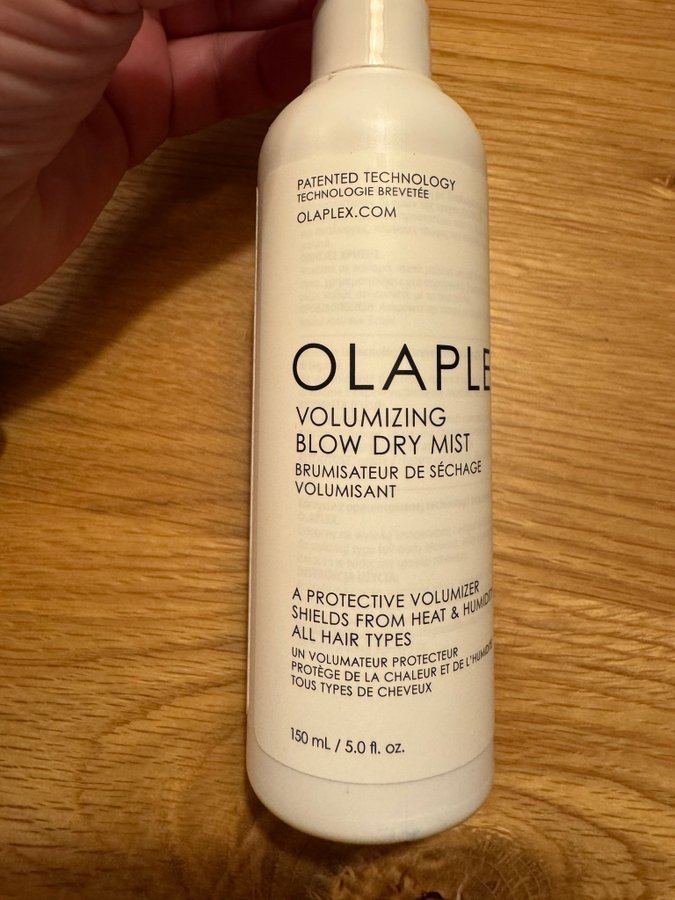 PATENTED TECHNOLOGY
TECHNOLOGIE BREVETÉE
OLAPLEX.COM
OLAPLE
VOLUMIZING
BLOW DRY MIST
BRUMISATEUR DE SÉCHAGE
VOLUMISANT
A PROTECTIVE VOLUMIZER
SHIELDS FROM HEAT & HUMIDIT
ALL HAIR TYPES
UN VOLUMATEUR PROTECTEUR
PROTÈGE DE LA CHALEUR ET DE L'HUMIDI
TOUS TYPES DE CHEVEUX
150 mL / 5.0 fl. oz.